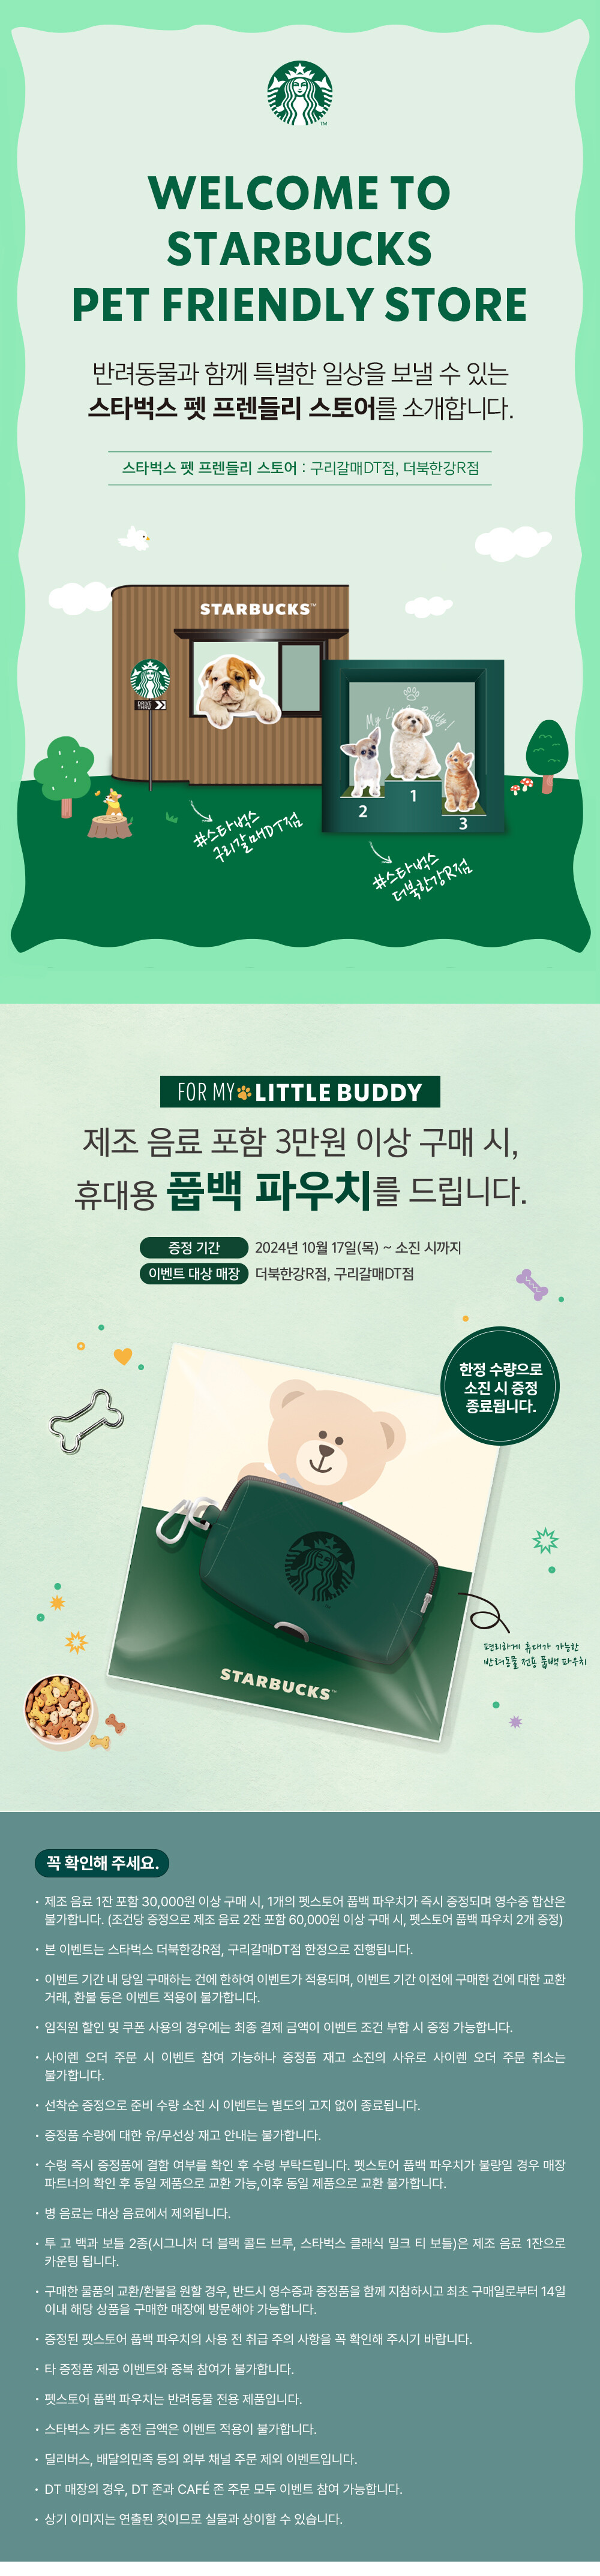 WELCOME TO
STARBUCKS
PET FRIENDLY STORE
반려동물과 함께 특별한 일상을 보낼 수 있는
스타벅스 펫 프렌들리 스토어를 소개합니다.
스타벅스 펫 프렌들리 스토어 : 구리갈매DT점, 더북한강R점
STARBUCKS™
DRIVE THRU
My Little Buddy!
1
2
3
#스타벅스
구리갈매DT점
#스타벅스
더북한강R점
FOR MY LITTLE BUDDY
제조 음료 포함 3만원 이상 구매 시,
휴대용 풉백 파우치를 드립니다.
증정 기간 2024년 10월 17일(목) ~ 소진 시까지
이벤트 대상 매장 더북한강R점, 구리갈매DT점
한정 수량으로
소진 시 증정
종료됩니다.
편리하게 휴대가 가능한
반려동물 전용 풉백 파우치
STARBUCKS™
꼭 확인해 주세요.
• 제조 음료 1잔 포함 30,000원 이상 구매 시, 1개의 펫스토어 풉백 파우치가 즉시 증정되며 영수증 합산은
불가합니다. (조건당 증정으로 제조 음료 2잔 포함 60,000원 이상 구매 시, 펫스토어 풉백 파우치 2개 증정)
• 본 이벤트는 스타벅스 더북한강R점, 구리갈매DT점 한정으로 진행됩니다.
• 이벤트 기간 내 당일 구매하는 건에 한하여 이벤트가 적용되며, 이벤트 기간 이전에 구매한 건에 대한 교환
거래, 환불 등은 이벤트 적용이 불가합니다.
• 임직원 할인 및 쿠폰 사용의 경우에는 최종 결제 금액이 이벤트 조건 부합 시 증정 가능합니다.
• 사이렌 오더 주문 시 이벤트 참여 가능하나 증정품 재고 소진의 사유로 사이렌 오더 주문 취소는
불가합니다.
• 선착순 증정으로 준비 수량 소진 시 이벤트는 별도의 고지 없이 종료됩니다.
• 증정품 수량에 대한 유/무선상 재고 안내는 불가합니다.
• 수령 즉시 증정품에 결함 여부를 확인 후 수령 부탁드립니다. 펫스토어 풉백 파우치가 불량일 경우 매장
파트너의 확인 후 동일 제품으로 교환 가능,이후 동일 제품으로 교환 불가합니다.
• 병 음료는 대상 음료에서 제외됩니다.
• 투 고 백과 보틀 2종(시그니처 더 블랙 콜드 브루, 스타벅스 클래식 밀크 티 보틀)은 제조 음료 1잔으로
카운팅 됩니다.
• 구매한 물품의 교환/환불을 원할 경우, 반드시 영수증과 증정품을 함께 지참하시고 최초 구매일로부터 14일
이내 해당 상품을 구매한 매장에 방문해야 가능합니다.
• 증정된 펫스토어 풉백 파우치의 사용 전 취급 주의 사항을 꼭 확인해 주시기 바랍니다.
• 타 증정품 제공 이벤트와 중복 참여가 불가합니다.
• 펫스토어 풉백 파우치는 반려동물 전용 제품입니다.
• 스타벅스 카드 충전 금액은 이벤트 적용이 불가합니다.
• 딜리버스, 배달의민족 등의 외부 채널 주문 제외 이벤트입니다.
• DT 매장의 경우, DT 존과 CAFÉ 존 주문 모두 이벤트 참여 가능합니다.
• 상기 이미지는 연출된 컷이므로 실물과 상이할 수 있습니다.